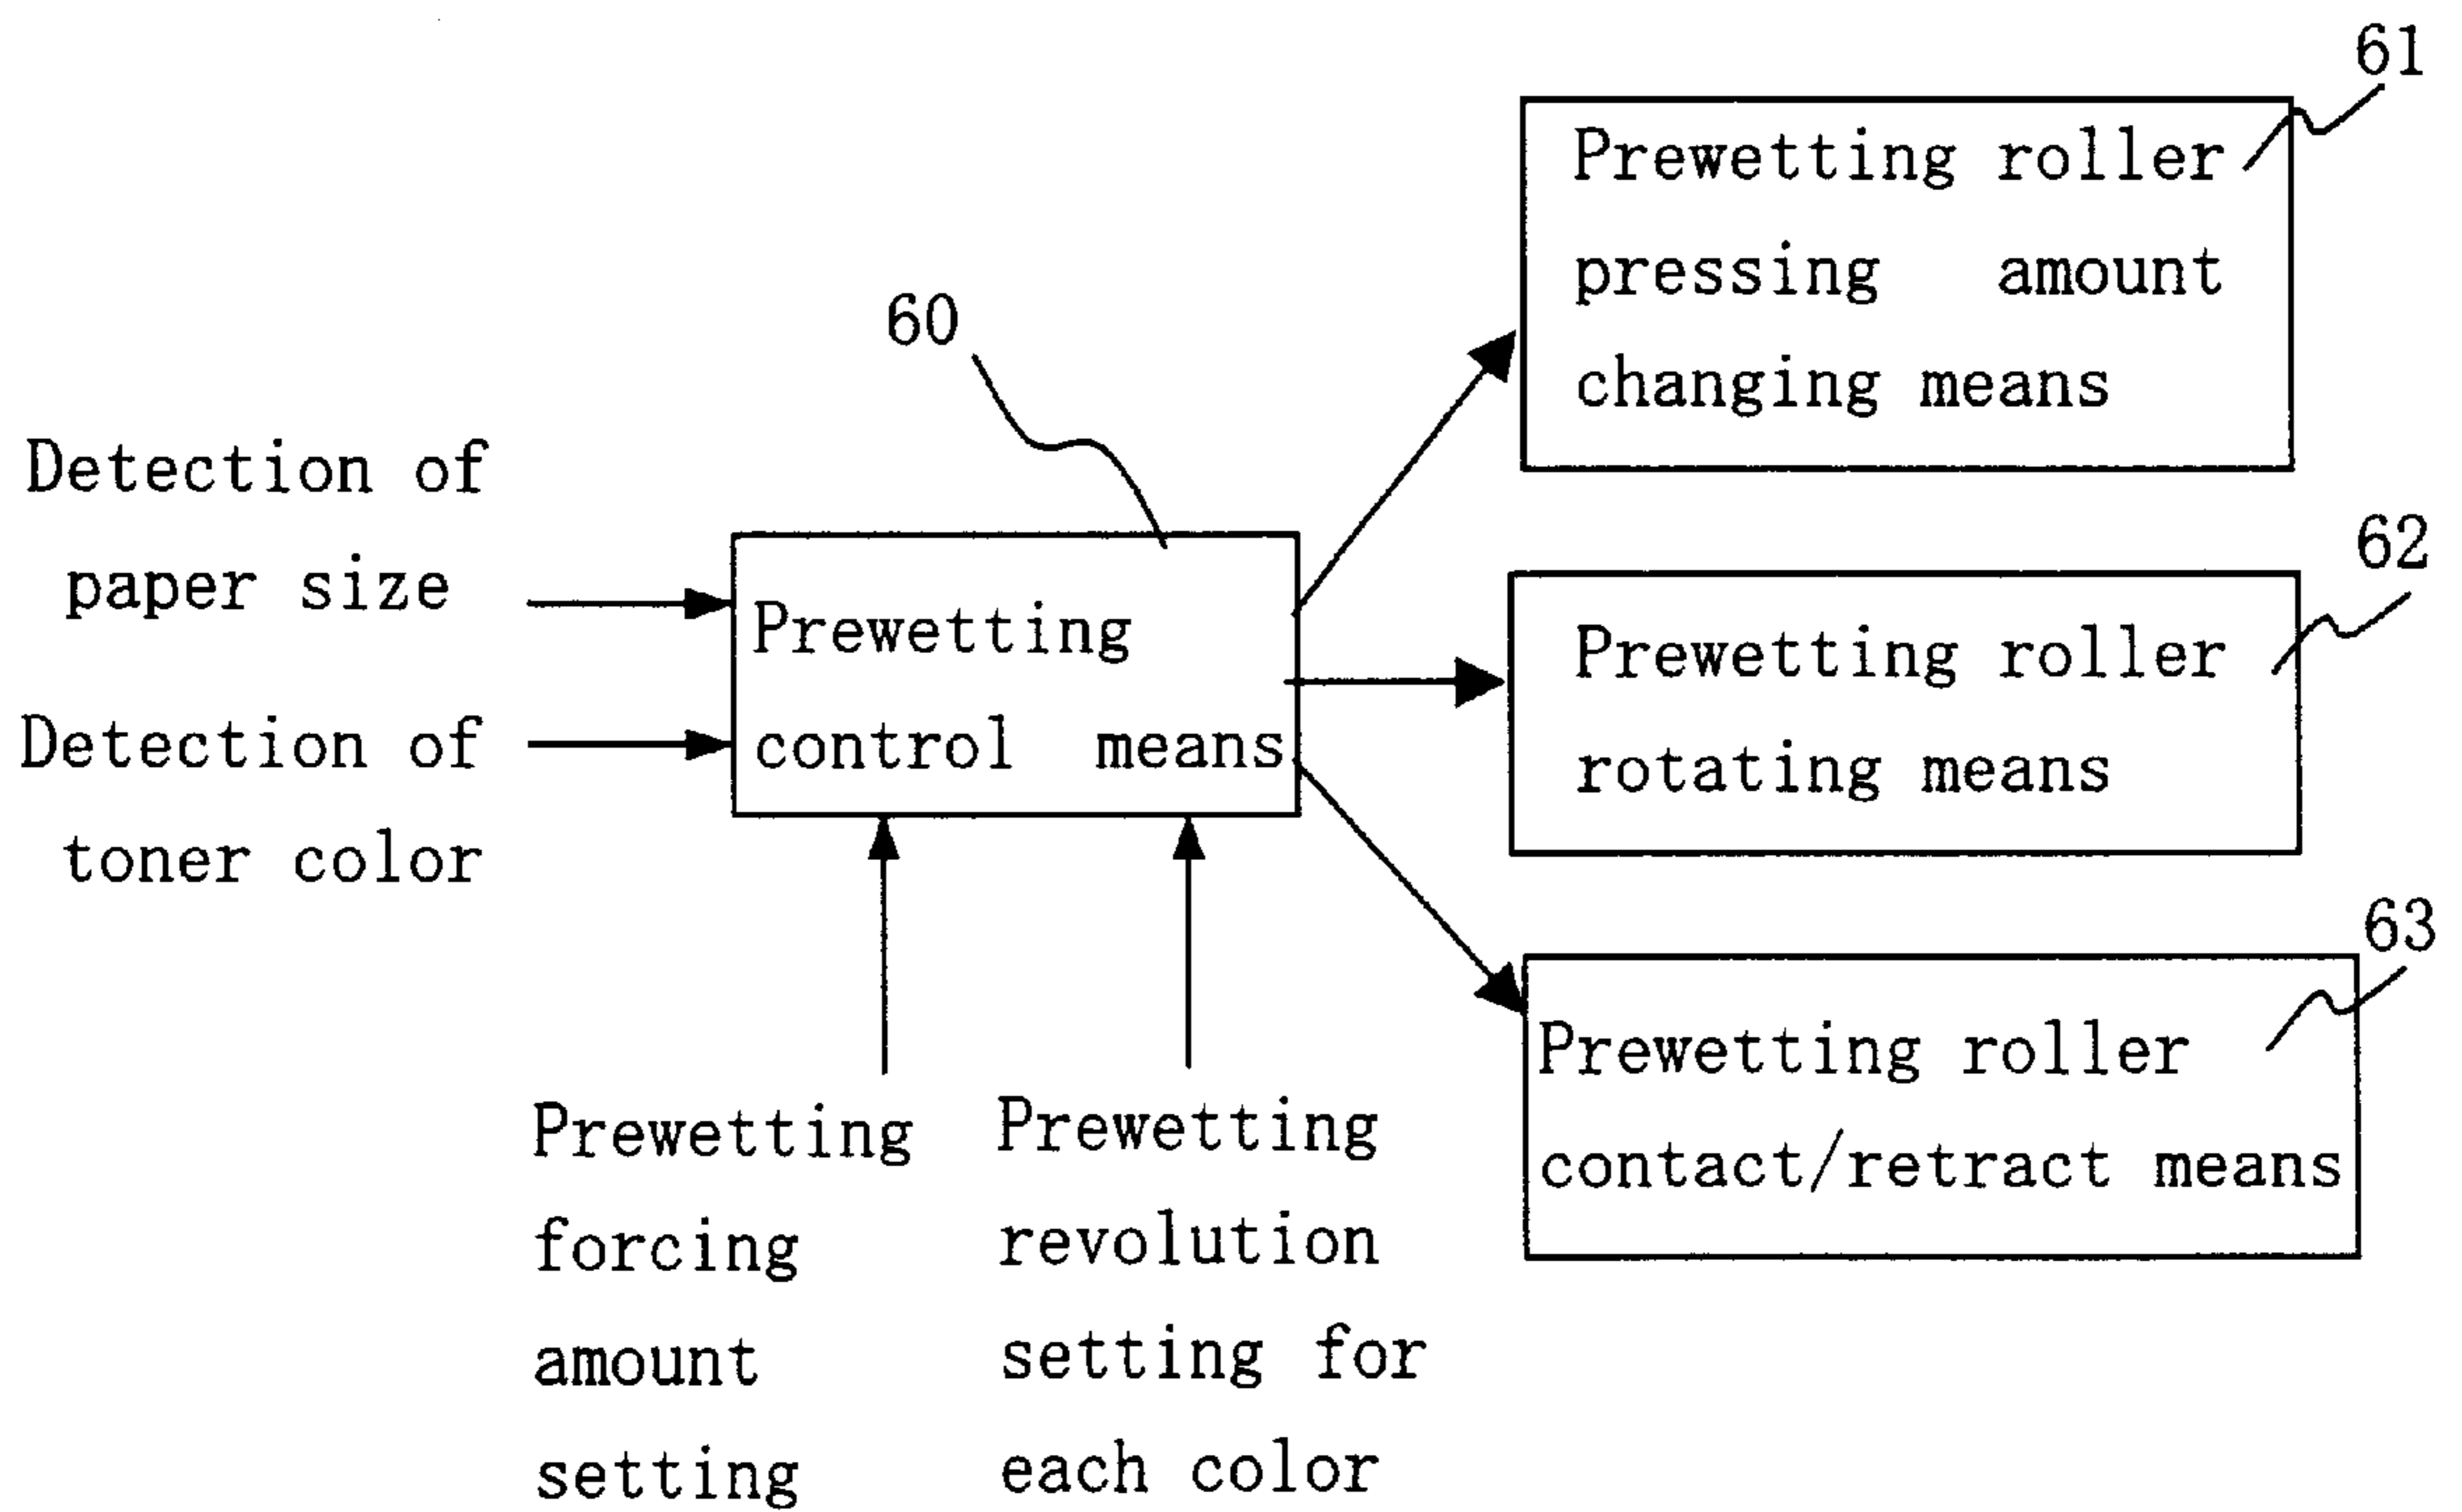 61
Prewetting roller
pressing amount
changing means
60
Detection of
paper size
Prewetting
control means
Detection of
toner color
62
Prewetting roller
rotating means
63
Prewetting roller
contact/retract means
Prewetting
forcing
amount
setting
Prewetting
revolution
setting for
each color